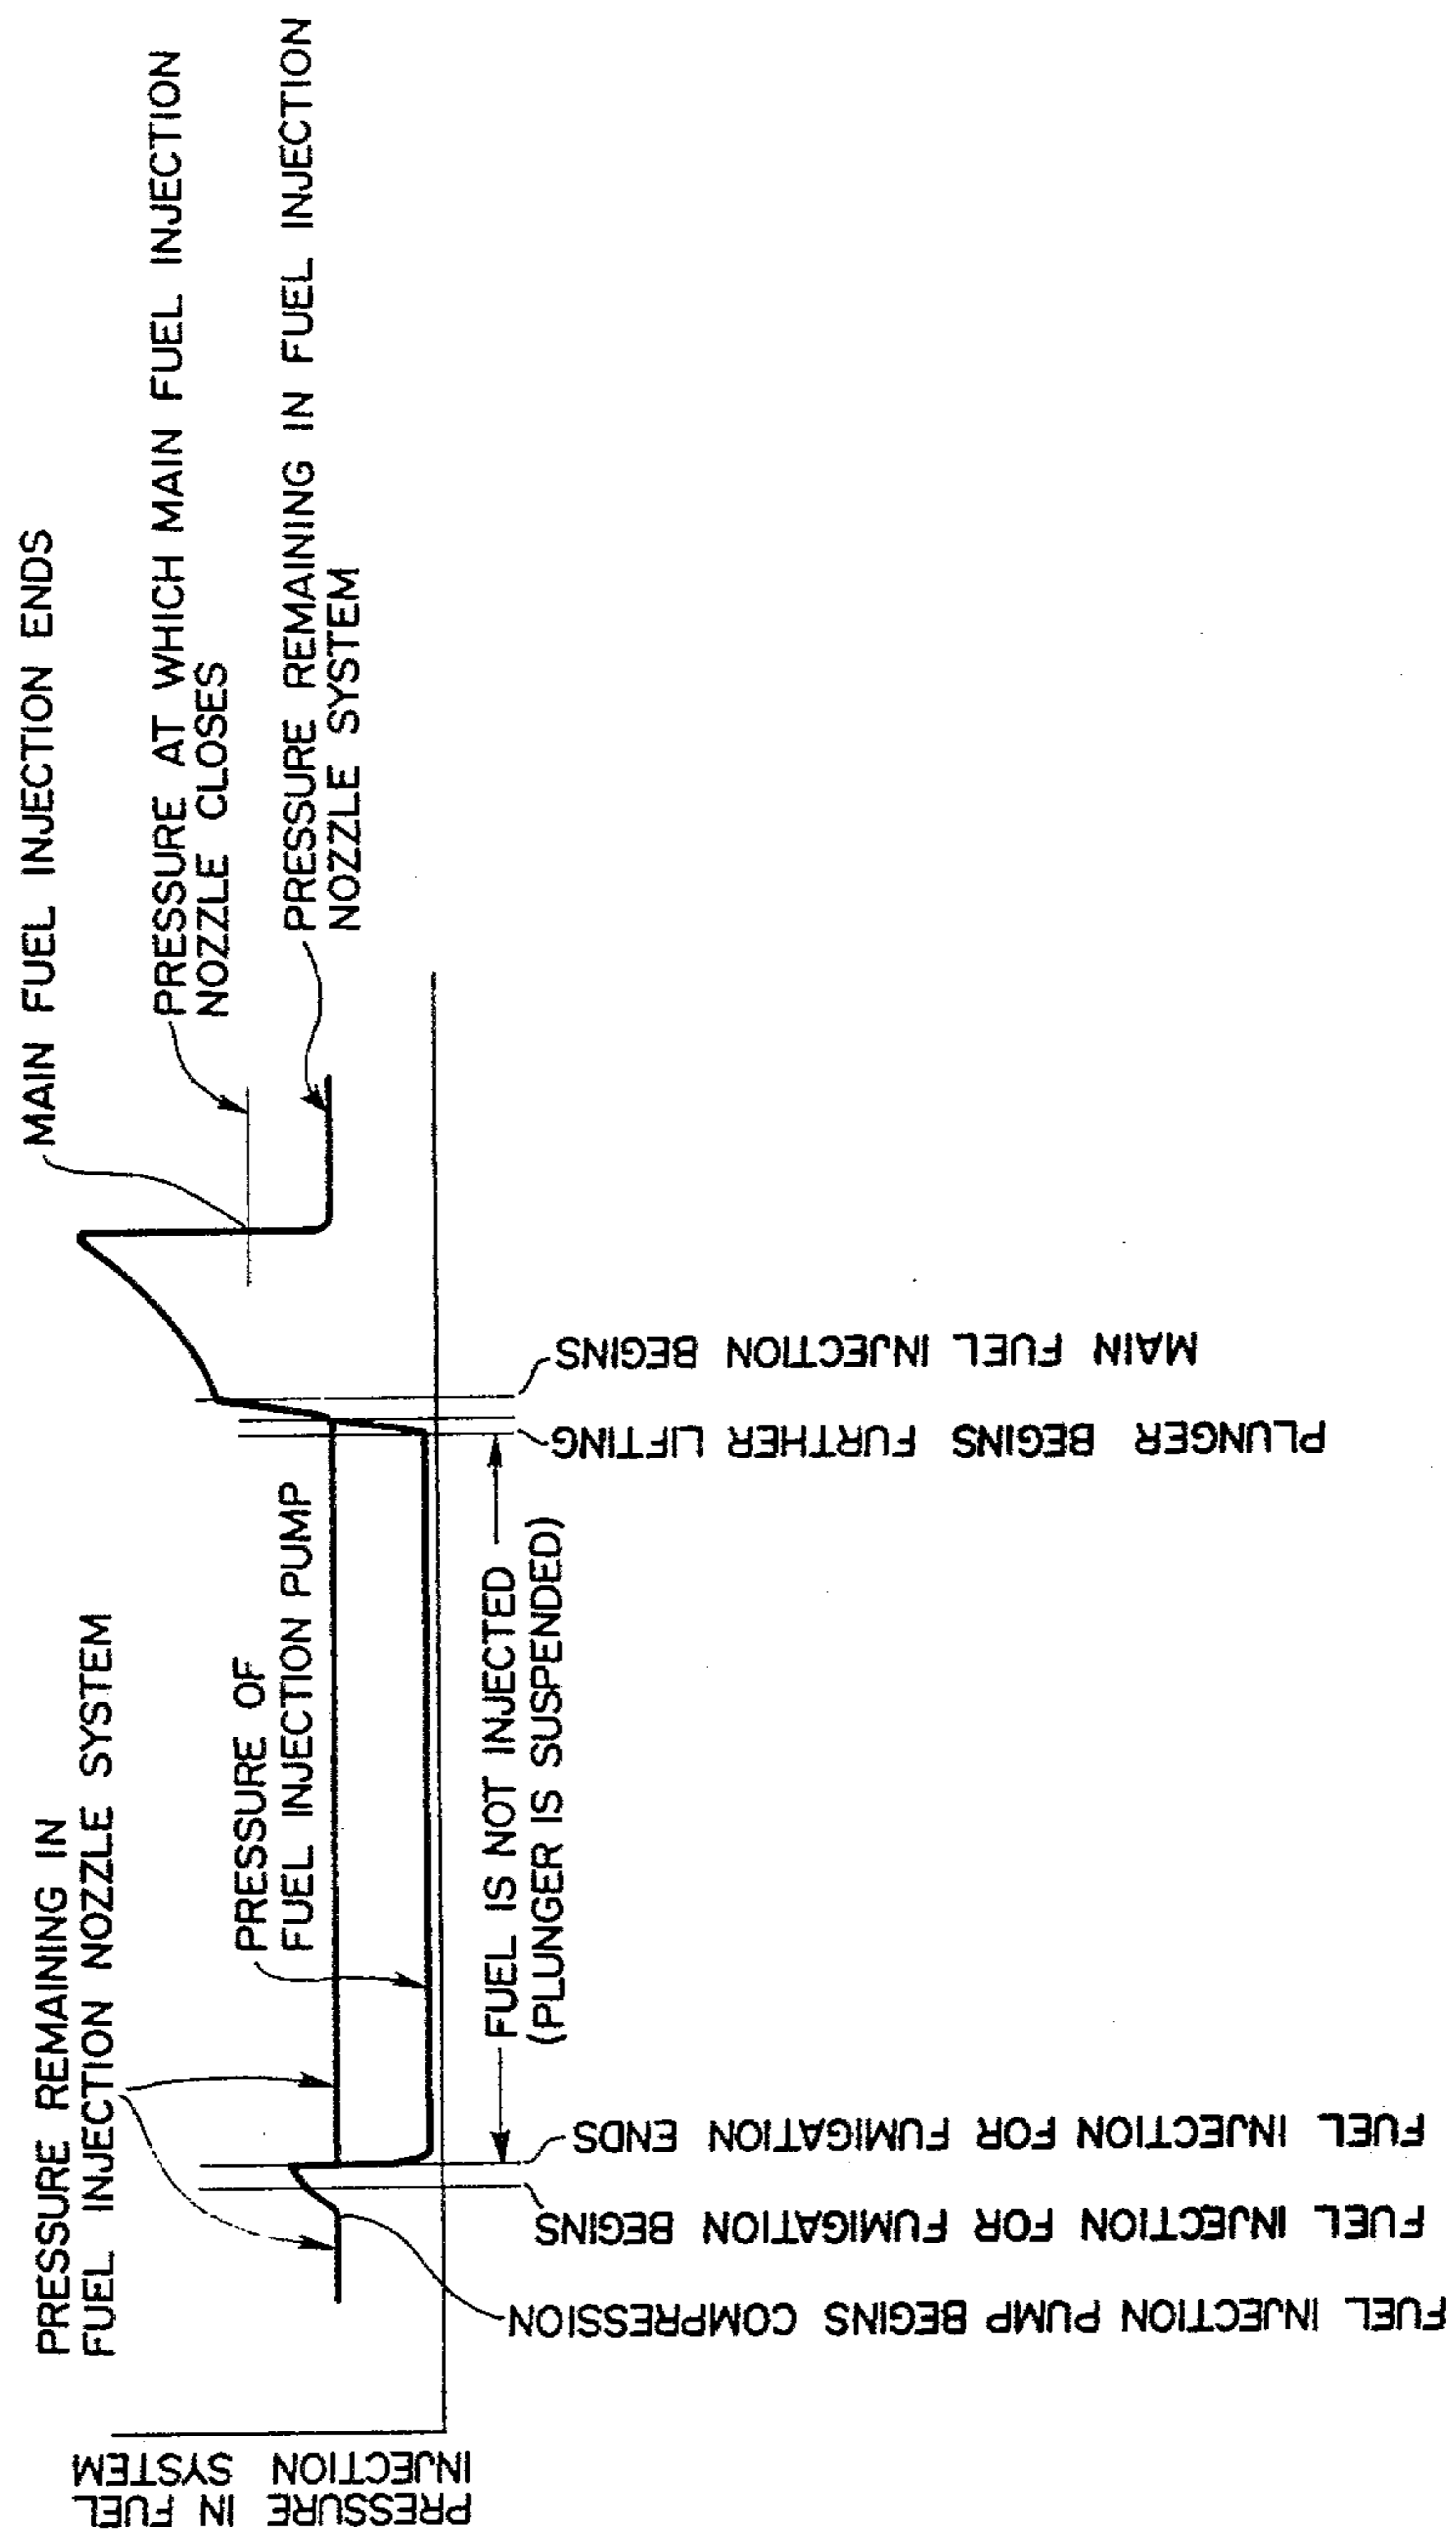 PRESSURE IN FUEL
INJECTION SYSTEM
PRESSURE REMAINING IN
FUEL INJECTION NOZZLE SYSTEM
PRESSURE OF
FUEL INJECTION PUMP
MAIN FUEL INJECTION ENDS
PRESSURE AT WHICH MAIN FUEL INJECTION
NOZZLE CLOSES
PRESSURE REMAINING IN FUEL INJECTION
NOZZLE SYSTEM
FUEL IS NOT INJECTED
(PLUNGER IS SUSPENDED)
FUEL INJECTION PUMP BEGINS COMPRESSION
FUEL INJECTION FOR FUMIGATION BEGINS
FUEL INJECTION FOR FUMIGATION ENDS
PLUNGER BEGINS FURTHER LIFTING
MAIN FUEL INJECTION BEGINS